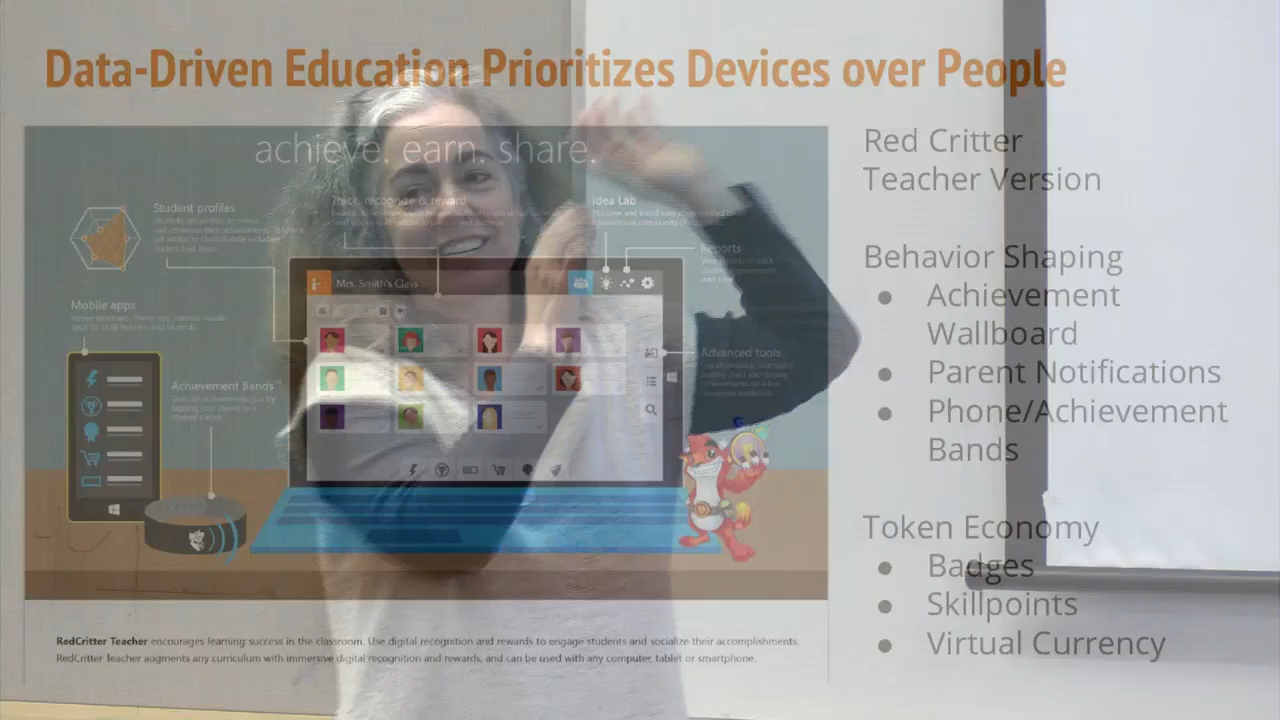 Data-Driven Education Prioritizes Devices over People
achieve. earn. share.
Student profiles
Track, recognize & reward
Idea Lab
Reports
Mrs. Smith's Class
Mobile apps
Advanced tools
Achievement Bands™
RedCritter Teacher encourages learning success in the classroom. Use digital recognition and rewards to engage students and socialize their accomplishments.
RedCritter Teacher augments any curriculum with immersive digital recognition and rewards, and can be used with any computer, tablet or smartphone.
Red Critter
Teacher Version
Behavior Shaping
● Achievement
Wallboard
● Parent Notifications
● Phone/Achievement
Bands
Token Economy
● Badges
● Skillpoints
● Virtual Currency